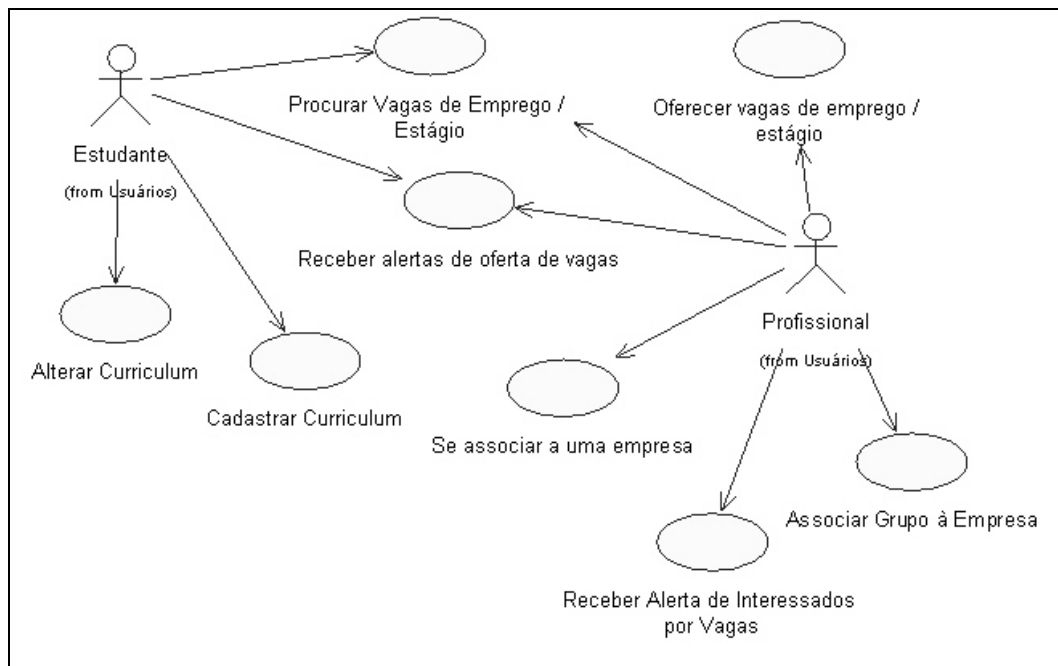 Procurar Vagas de Emprego /
Estágio
Oferecer vagas de emprego /
estágio
Estudante
(from Usuários)
Receber alertas de oferta de vagas
Profissional
(from Usuários)
Alterar Curriculum
Cadastrar Curriculum
Se associar a uma empresa
Associar Grupo à Empresa
Receber Alerta de Interessados
por Vagas